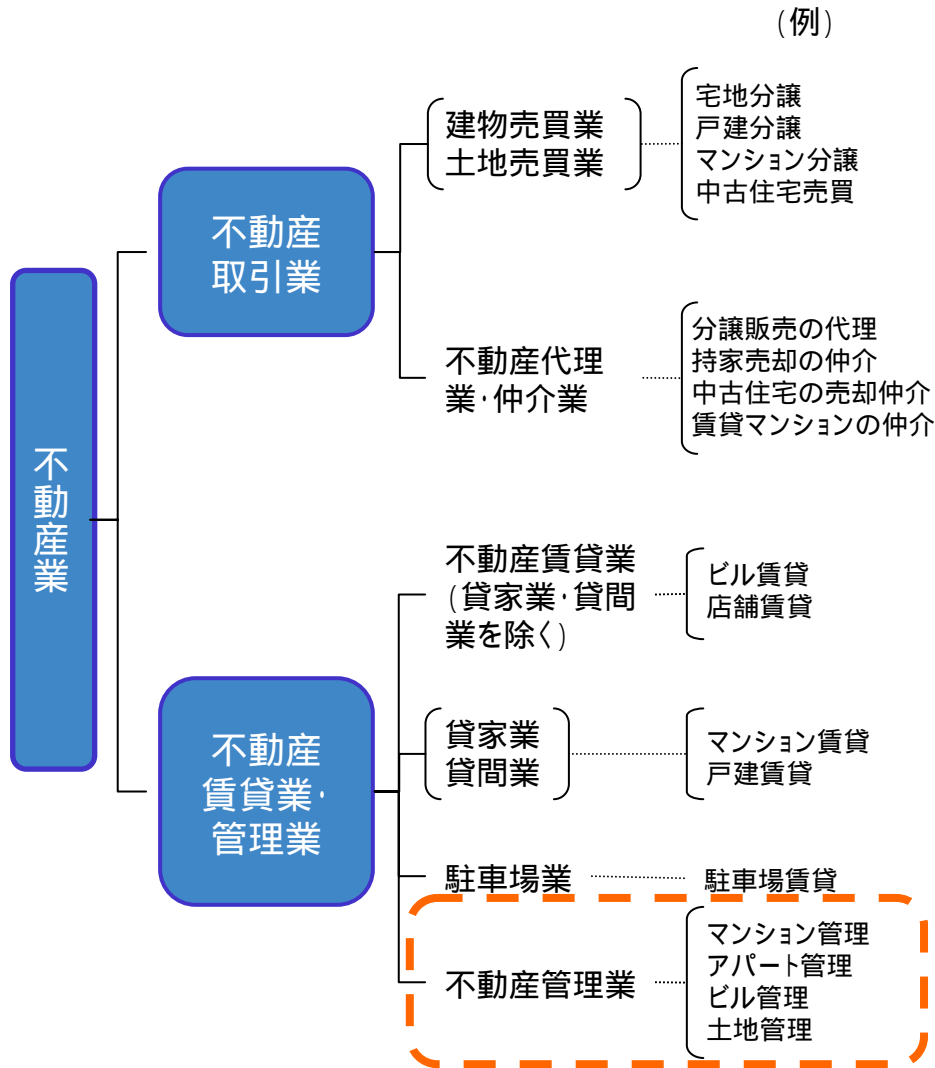 (例)
不動産業
不動産
取引業
建物売買業
土地売買業
宅地分譲
戸建分譲
マンション分譲
中古住宅売買
不動産代理
業・仲介業
分譲販売の代理
持家売却の仲介
中古住宅の売却仲介
賃貸マンションの仲介
不動産
賃貸業・
管理業
不動産賃貸業
(貸家業・貸間
業を除く)
ビル賃貸
店舗賃貸
貸家業
貸間業
マンション賃貸
戸建賃貸
駐車場業
駐車場賃貸
不動産管理業
マンション管理
アパート管理
ビル管理
土地管理